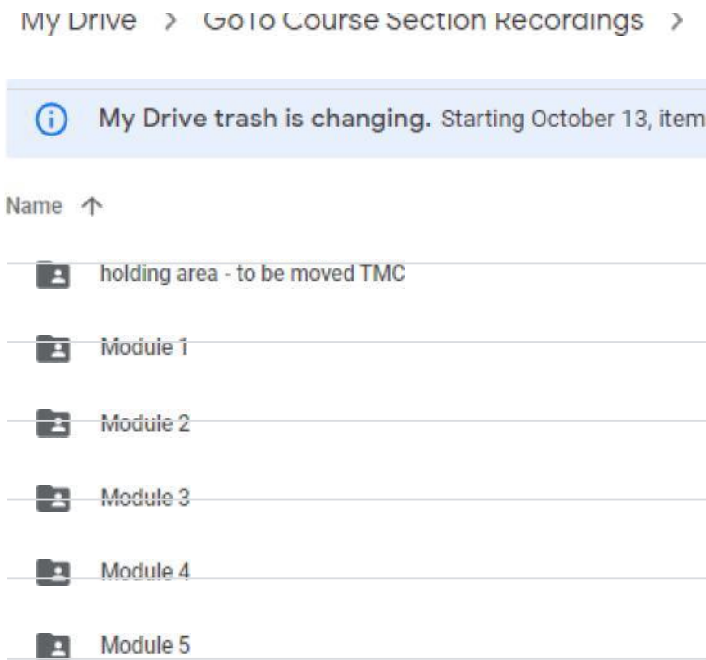 My Drive > GoTo Course Section Recordings >
My Drive trash is changing. Starting October 13, item
Name ↑
holding area - to be moved TMC
Module 1
Module 2
Module 3
Module 4
Module 5